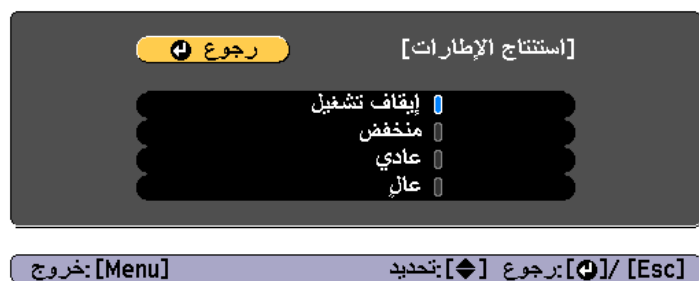 [استنتاج الإطارات] رجوع
إيقاف تشغيل
منخفض
عادي
عالٍ
[Esc] /[⏎]:رجوع [◆]:تحديد [Menu]:خروج